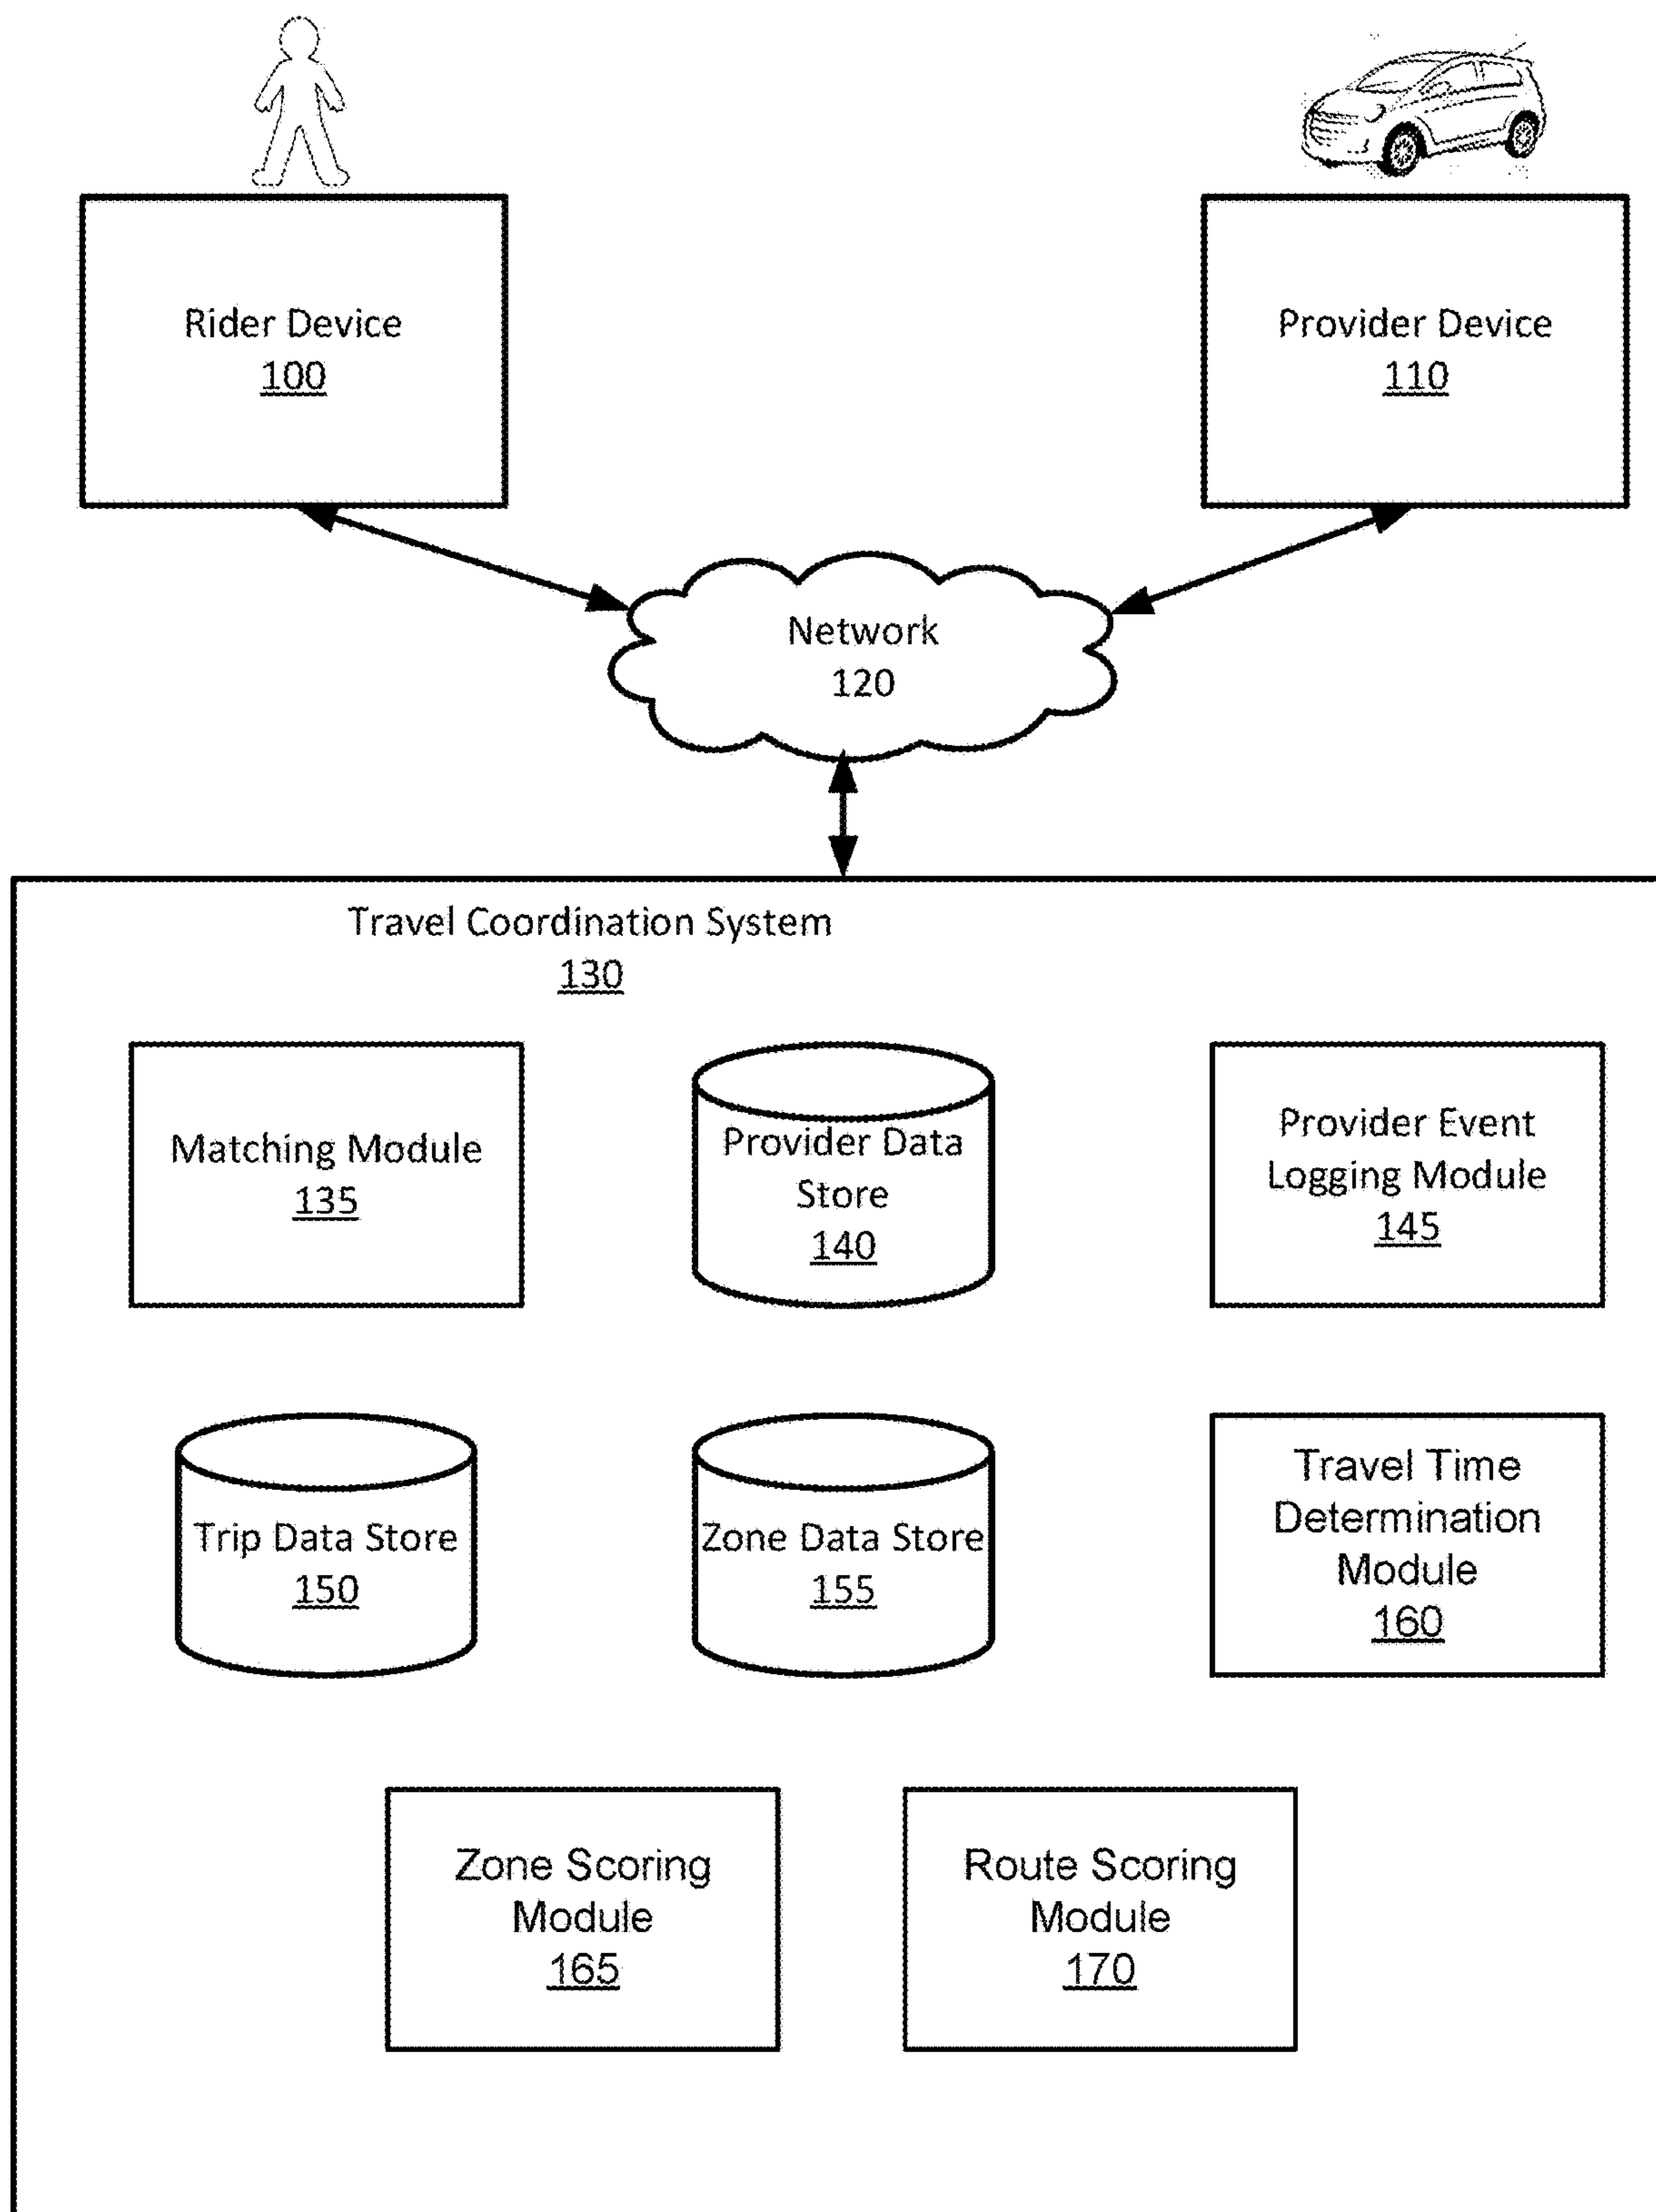 Rider Device
100
Provider Device
110
Network
120
Travel Coordination System
130
Matching Module
135
Provider Data
Store
140
Provider Event
Logging Module
145
Trip Data Store
150
Zone Data Store
155
Travel Time
Determination
Module
160
Zone Scoring
Module
165
Route Scoring
Module
170